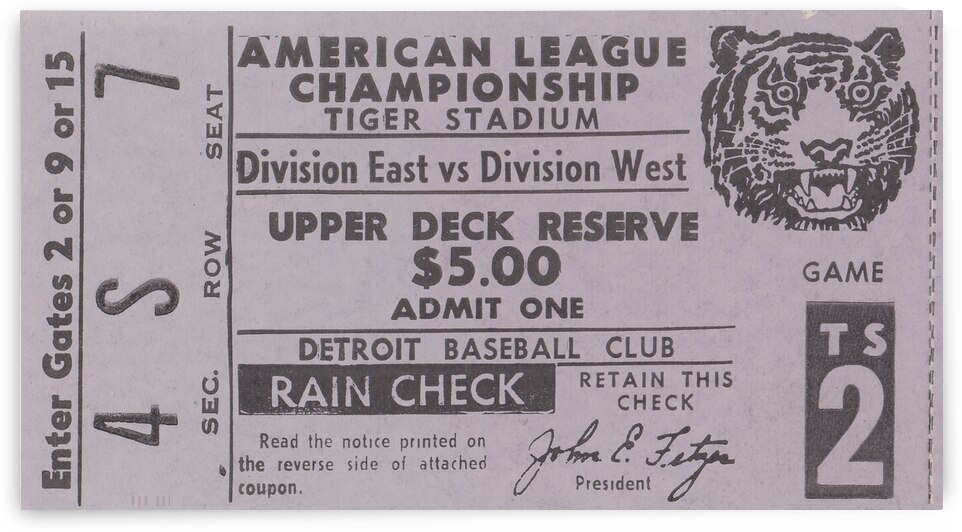 Enter Gates 2 or 9 or 15
4 S 7
SEC. ROW SEAT
AMERICAN LEAGUE
CHAMPIONSHIP
TIGER STADIUM
Division East vs Division West
UPPER DECK RESERVE
$5.00
ADMIT ONE
DETROIT BASEBALL CLUB
RAIN CHECK
RETAIN THIS
CHECK
Read the notice printed on
the reverse side of attached
coupon.
John E. Fetzer
President
GAME
TS
2